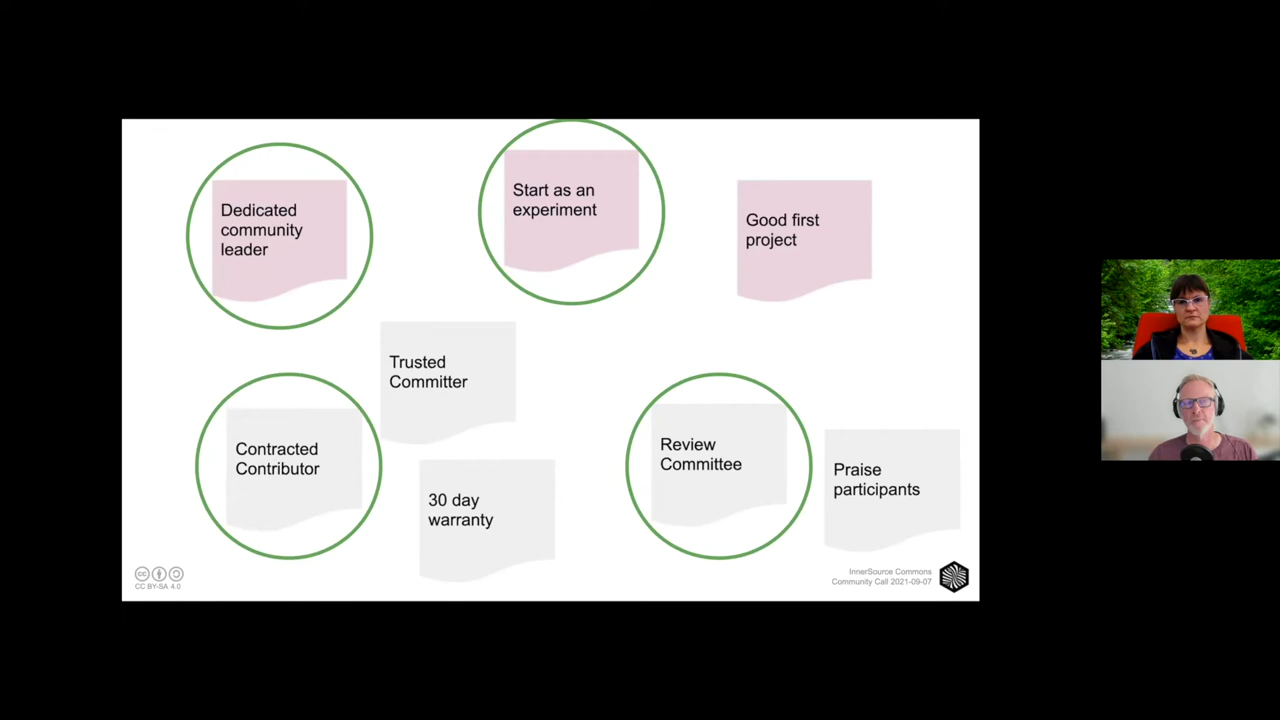 Dedicated
community
leader
Start as an
experiment
Good first
project
Trusted
Committer
Contracted
Contributor
30 day
warranty
Review
Committee
Praise
participants
CC BY-SA 4.0
InnerSource Commons
Community Call 2021-09-07